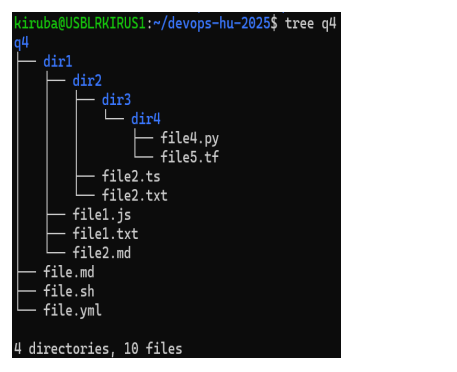 kiruba@USBLRKIRUS1:~/devops-hu-2025$ tree q4
q4
├── dir1
│   ├── dir2
│   │   ├── dir3
│   │   │   └── dir4
│   │   │       ├── file4.py
│   │   │       └── file5.tf
│   │   ├── file2.ts
│   │   └── file2.txt
│   ├── file1.js
│   ├── file1.txt
│   └── file2.md
├── file.md
├── file.sh
└── file.yml
4 directories, 10 files